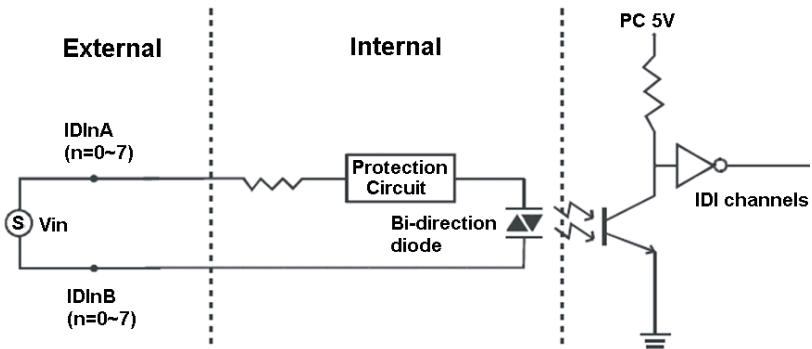 External
Internal
PC 5V
IDInA
(n=0~7)
Protection
Circuit
S
Vin
Bi-direction
diode
IDI channels
IDInB
(n=0~7)